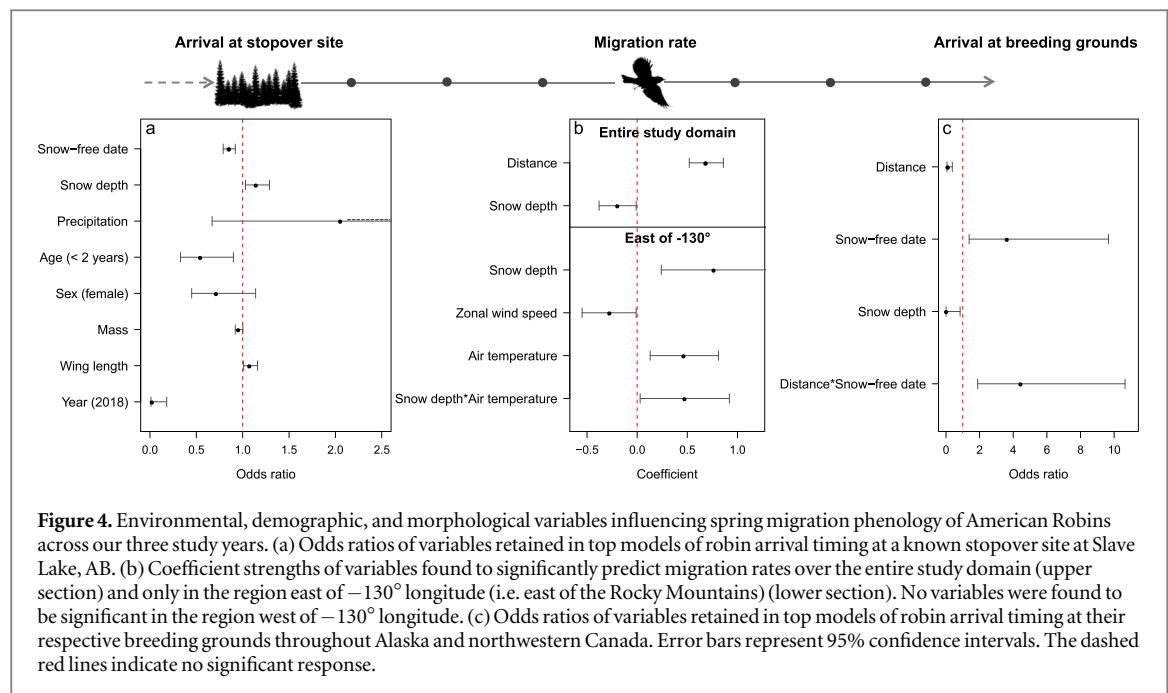 Arrival at stopover site
Migration rate
Arrival at breeding grounds
a
Snow−free date
Snow depth
Precipitation
Age (< 2 years)
Sex (female)
Mass
Wing length
Year (2018)
0.0 0.5 1.0 1.5 2.0 2.5
Odds ratio
b
Entire study domain
Distance
Snow depth
East of -130°
Snow depth
Zonal wind speed
Air temperature
Snow depth*Air temperature
−0.5 0.0 0.5 1.0
Coefficient
c
Distance
Snow−free date
Snow depth
Distance*Snow−free date
0 2 4 6 8 10
Odds ratio
Figure 4. Environmental, demographic, and morphological variables influencing spring migration phenology of American Robins
across our three study years. (a) Odds ratios of variables retained in top models of robin arrival timing at a known stopover site at Slave
Lake, AB. (b) Coefficient strengths of variables found to significantly predict migration rates over the entire study domain (upper
section) and only in the region east of −130° longitude (i.e. east of the Rocky Mountains) (lower section). No variables were found to
be significant in the region west of −130° longitude. (c) Odds ratios of variables retained in top models of robin arrival timing at their
respective breeding grounds throughout Alaska and northwestern Canada. Error bars represent 95% confidence intervals. The dashed
red lines indicate no significant response.